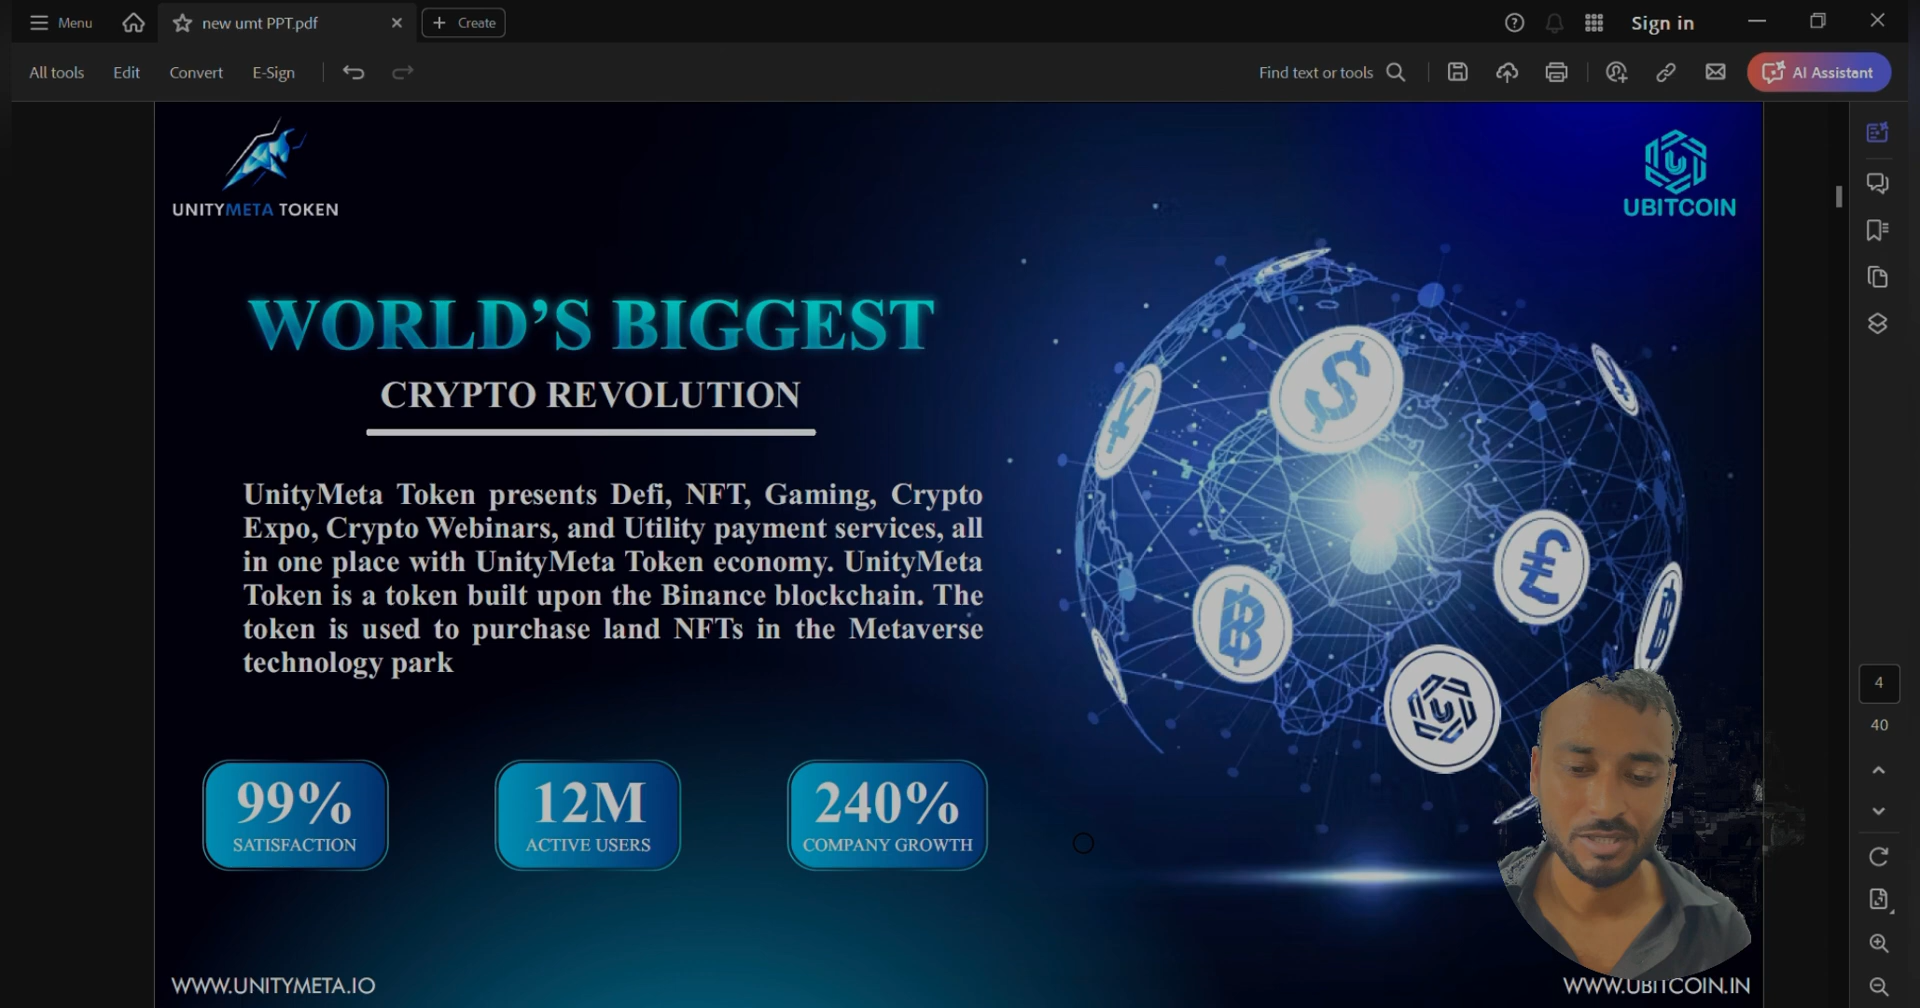 Menu
new umt PPT.pdf
Create
Sign in
All tools
Edit
Convert
E-Sign
Find text or tools
AI Assistant
UNITYMETA TOKEN
UBITCOIN
WORLD'S BIGGEST
CRYPTO REVOLUTION
UnityMeta Token presents Defi, NFT, Gaming, Crypto
Expo, Crypto Webinars, and Utility payment services, all
in one place with UnityMeta Token economy. UnityMeta
Token is a token built upon the Binance blockchain. The
token is used to purchase land NFTs in the Metaverse
technology park
99%
SATISFACTION
12M
ACTIVE USERS
240%
COMPANY GROWTH
4
40
WWW.UNITYMETA.IO
WWW.UBITCOIN.IN